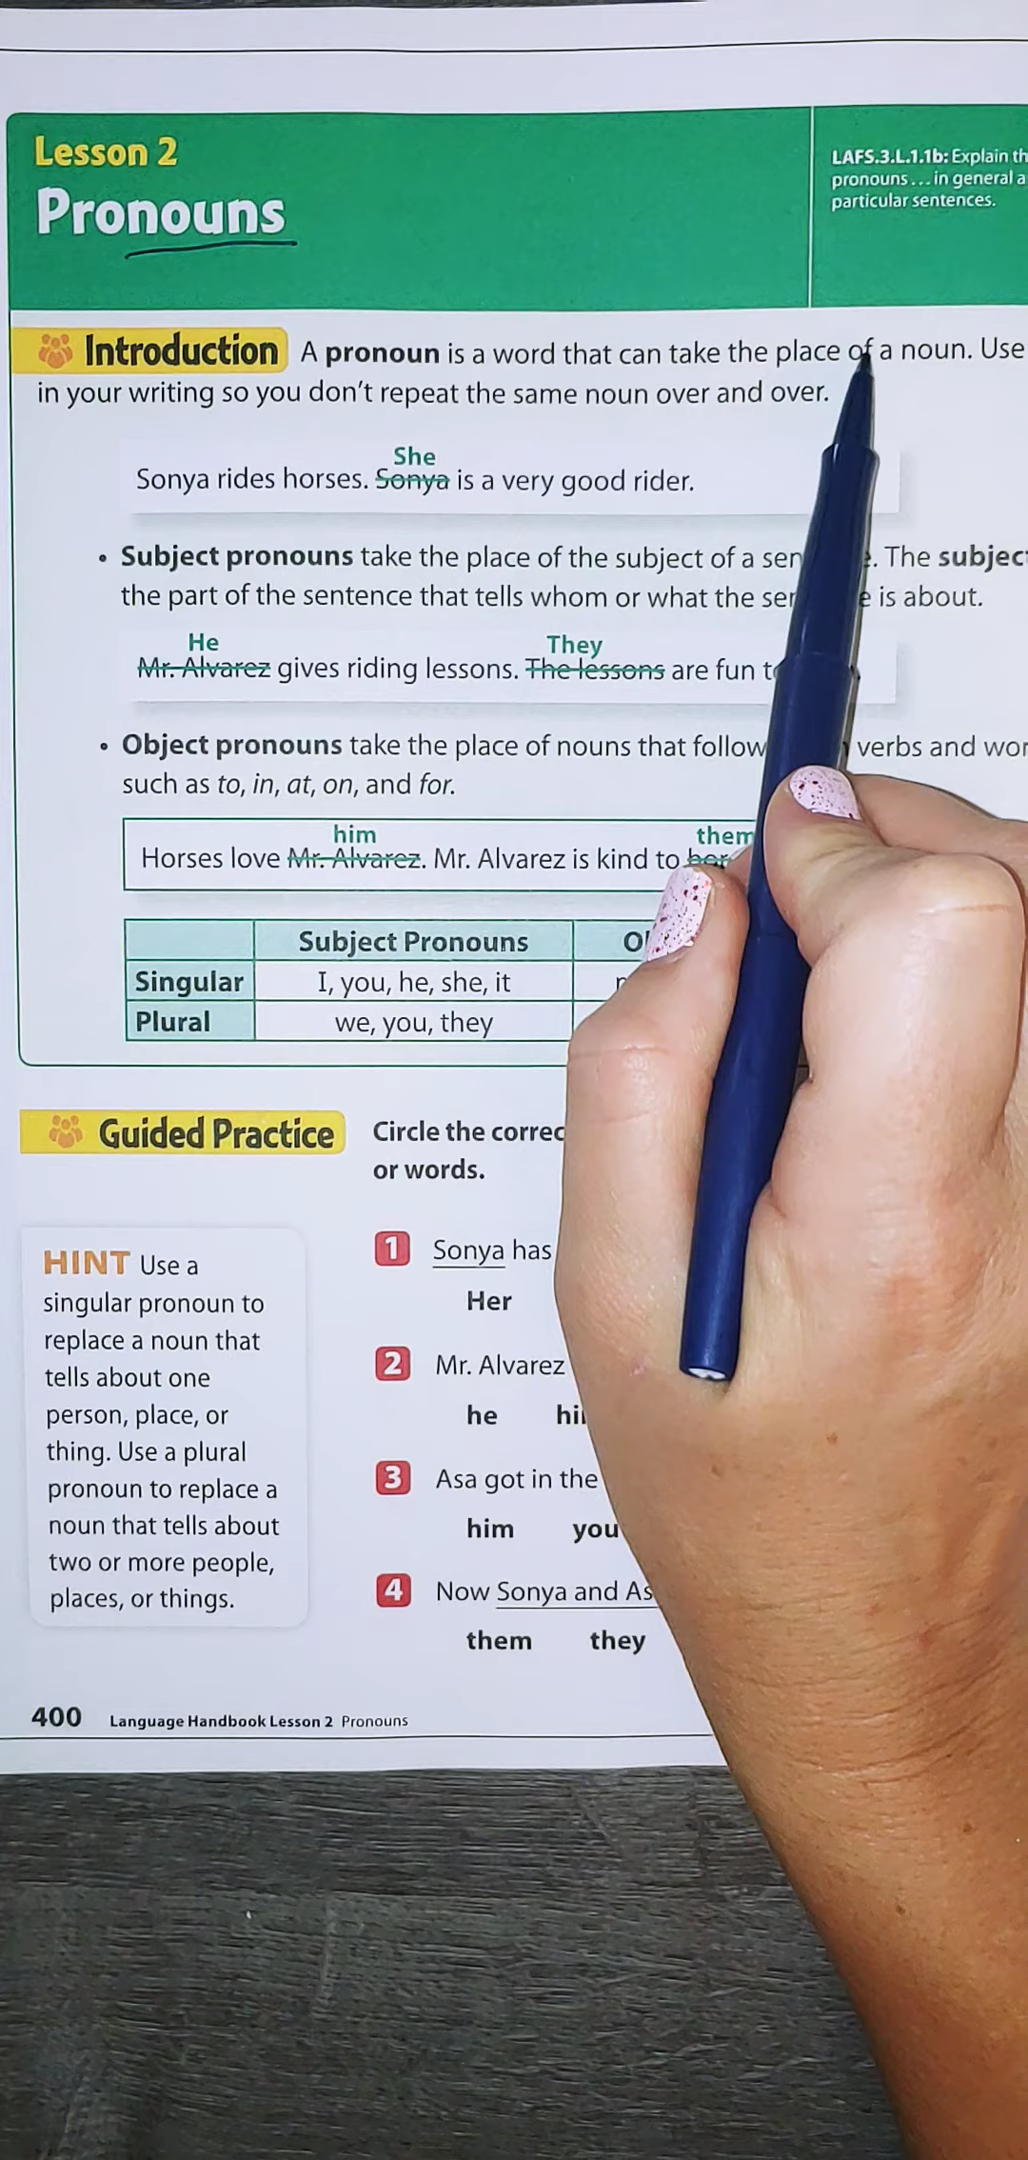 Lesson 2
Pronouns
LAFS.3.L.1.1b: Explain
pronouns... in general
particular sentences.
Introduction A pronoun is a word that can take the place of a noun. Use
in your writing so you don't repeat the same noun over and over.
She
Sonya rides horses. Sonya is a very good rider.
• Subject pronouns take the place of the subject of a The
the part of the sentence that tells whom or what the is about.
He They
Mr. Alvarez gives riding lessons. The lessons are fun
• Object pronouns take the place of nouns that follow verbs and
such as to, in, at, on, and for.
him them
Horses love Mr. Alvarez. Mr. Alvarez is kind to
Subject Pronouns
Singular I, you, he, she, it
Plural we, you, they
Guided Practice Circle the
or words.
HINT Use a
singular pronoun to
replace a noun that
tells about one
person, place, or
thing. Use a plural
pronoun to replace a
noun that tells about
two or more people,
places, or things.
1 Sonya has
Her
2 Mr. Alvarez
he
3 Asa got in the
him you
4 Now Sonya and
them they
400 Language Handbook Lesson 2 Pronouns